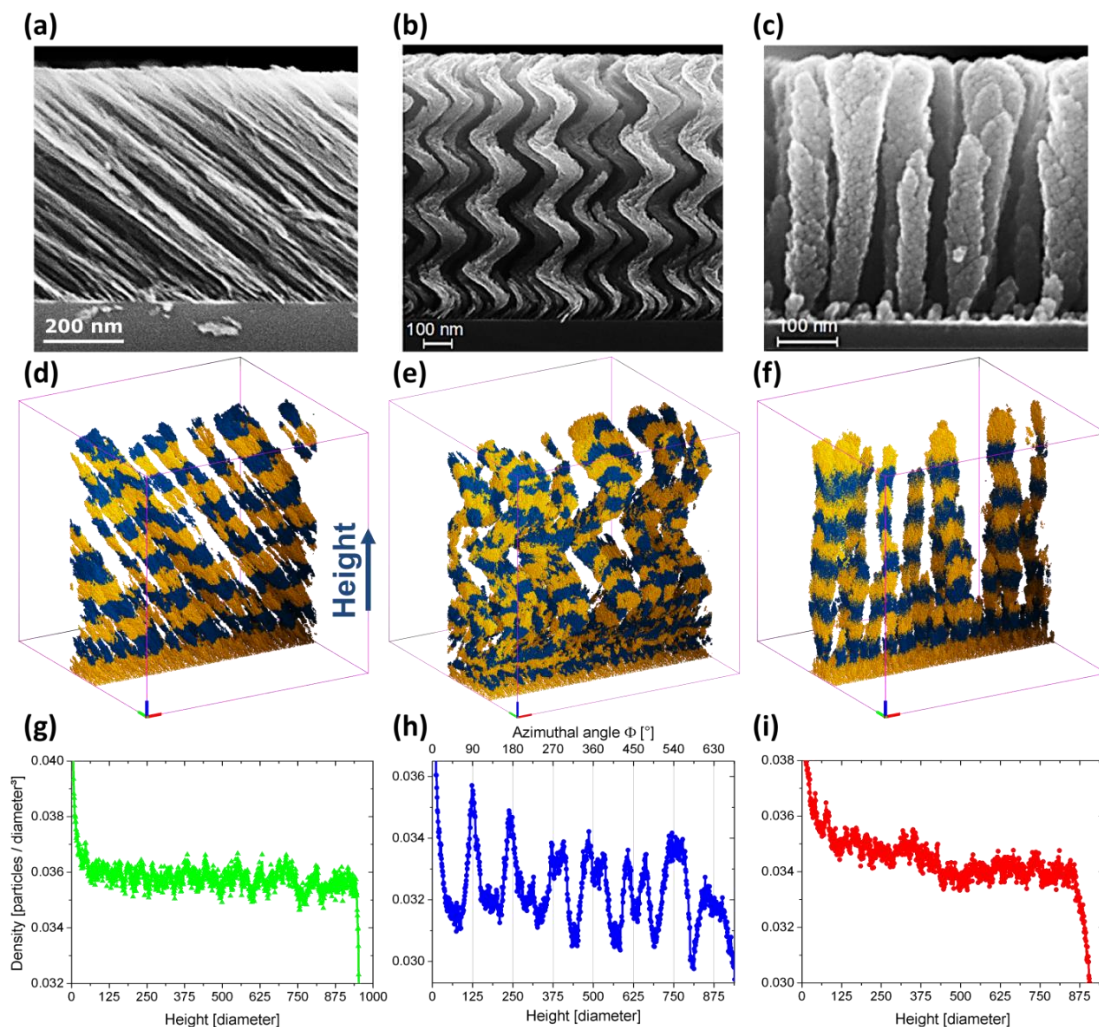 (a)
(b)
(c)
200 nm
100 nm
100 nm
(d)
(e)
(f)
Height
(g)
(h)
(i)
Azimuthal angle Φ [°]
0 90 180 270 360 450 540 630
0.040
0.038
0.036
0.034
0.032
Density [particles / diameter³]
0 125 250 375 500 625 750 875 1000
Height [diameter]
0.036
0.034
0.032
0.030
0 125 250 375 500 625 750 875
Height [diameter]
0.038
0.036
0.034
0.032
0.030
0 125 250 375 500 625 750 875
Height [diameter]